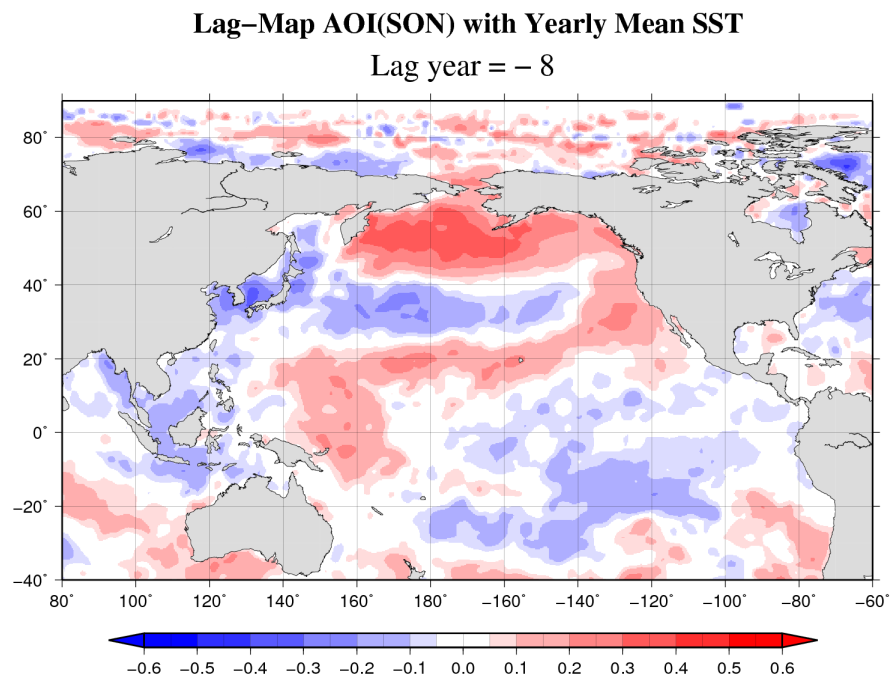 Lag−Map AOI(SON) with Yearly Mean SST
Lag year = − 8
80˚
60˚
40˚
20˚
0˚
−20˚
−40˚
80 100 120 140 160 180 −160˚ −140˚ −120˚ −100˚ −80˚ −60˚
−0.6 −0.5 −0.4 −0.3 −0.2 −0.1 0.0 0.1 0.2 0.3 0.4 0.5 0.6